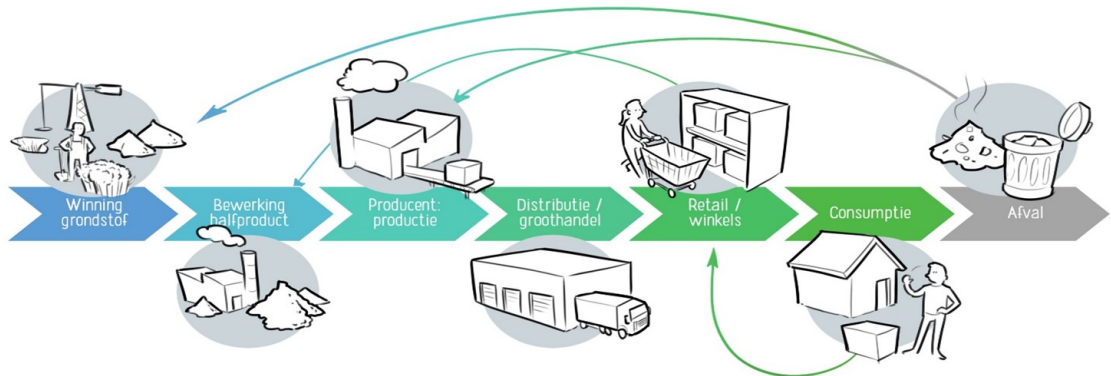 Winning
grondstof
Bewerking
halfproduct
Producent:
productie
Distributie /
groothandel
Retail /
winkels
Consumptie
Afval